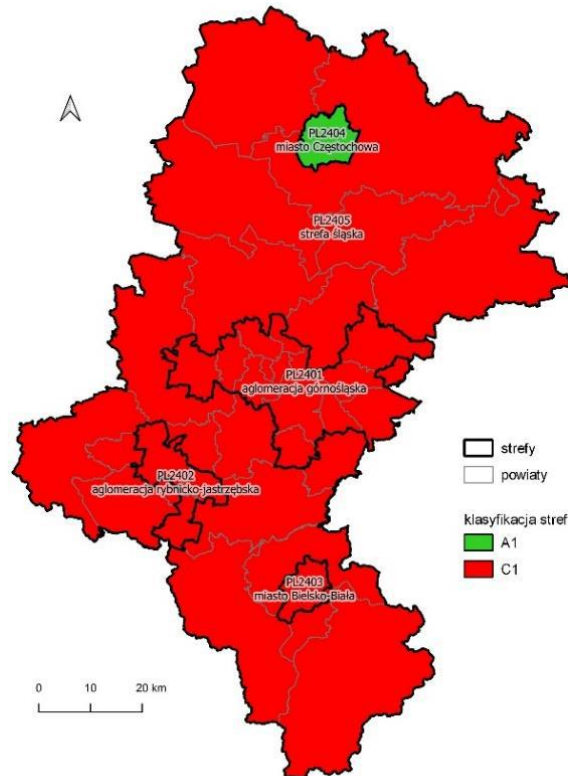 PL2404
miasto Częstochowa
PL2405
strefa śląska
PL2401
aglomeracja górnośląska
strefy
powiaty
PL2402
aglomeracja rybnicko-jastrzębska
klasyfikacja stref
A1
C1
PL2403
miasto Bielsko-Biała
0 10 20 km